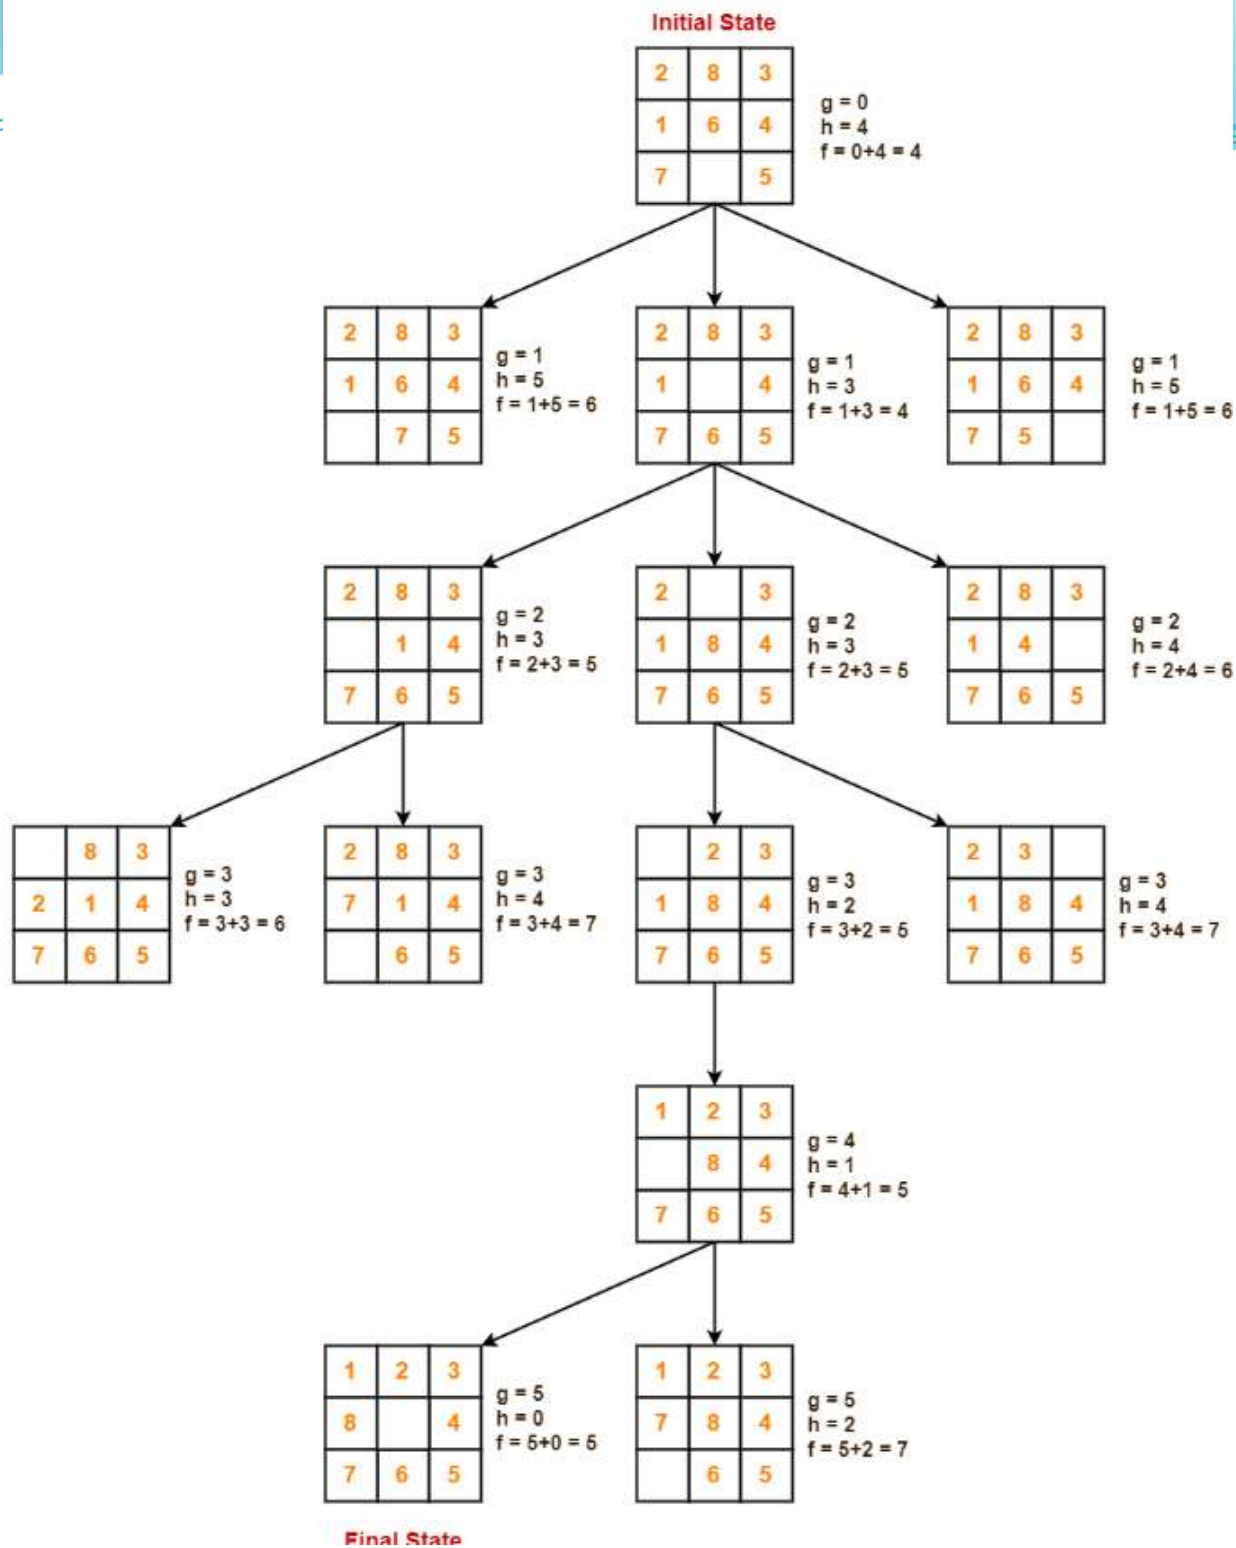 Initial State
2 8 3
1 6 4
7 5
g = 0
h = 4
f = 0+4 = 4
2 8 3
1 6 4
7 5
g = 1
h = 5
f = 1+5 = 6
2 8 3
1 4
7 6 5
g = 1
h = 3
f = 1+3 = 4
2 8 3
1 6 4
7 5
g = 1
h = 5
f = 1+5 = 6
2 8 3
1 4
7 6 5
g = 2
h = 3
f = 2+3 = 5
2 3
1 8 4
7 6 5
g = 2
h = 3
f = 2+3 = 5
2 8 3
1 4
7 6 5
g = 2
h = 4
f = 2+4 = 6
8 3
2 1 4
7 6 5
g = 3
h = 3
f = 3+3 = 6
2 8 3
7 1 4
6 5
g = 3
h = 4
f = 3+4 = 7
2 3
1 8 4
7 6 5
g = 3
h = 2
f = 3+2 = 5
2 3
1 8 4
7 6 5
g = 3
h = 4
f = 3+4 = 7
1 2 3
8 4
7 6 5
g = 4
h = 1
f = 4+1 = 5
1 2 3
8 4
7 6 5
g = 5
h = 0
f = 5+0 = 5
1 2 3
7 8 4
6 5
g = 5
h = 2
f = 5+2 = 7
Final State